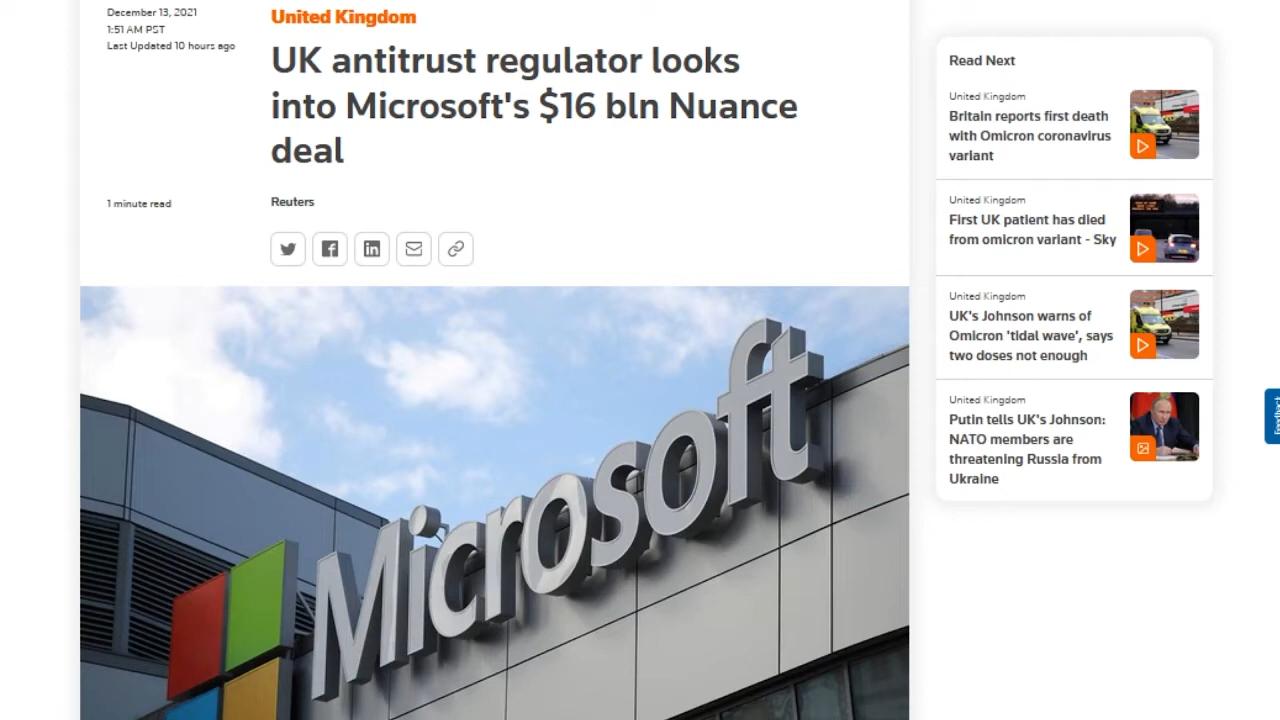 December 13, 2021
1:51 AM PST
Last Updated 10 hours ago
United Kingdom
UK antitrust regulator looks
into Microsoft's $16 bln Nuance
deal
1 minute read
Reuters
Microsoft
Read Next
United Kingdom
Britain reports first death
with Omicron coronavirus
variant
United Kingdom
First UK patient has died
from omicron variant - Sky
United Kingdom
UK's Johnson warns of
Omicron 'tidal wave', says
two doses not enough
United Kingdom
Putin tells UK's Johnson:
NATO members are
threatening Russia from
Ukraine
Feedback